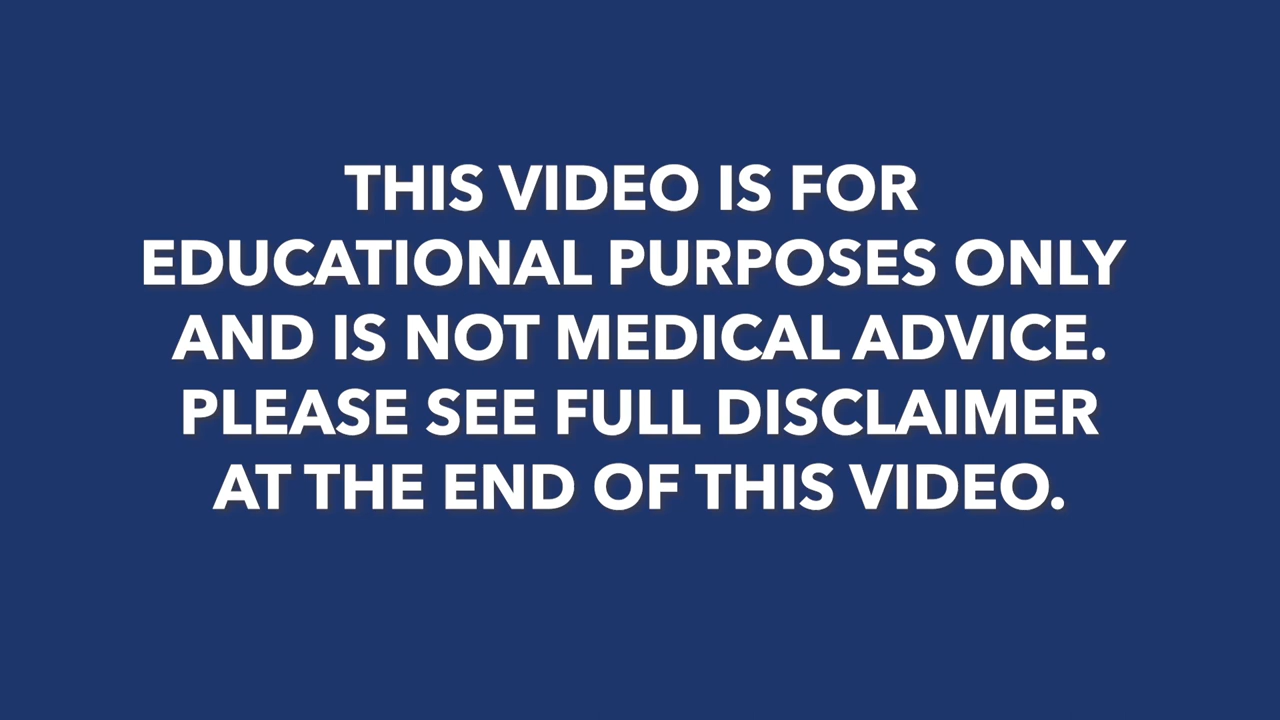 THIS VIDEO IS FOR
EDUCATIONAL PURPOSES ONLY
AND IS NOT MEDICAL ADVICE.
PLEASE SEE FULL DISCLAIMER
AT THE END OF THIS VIDEO.